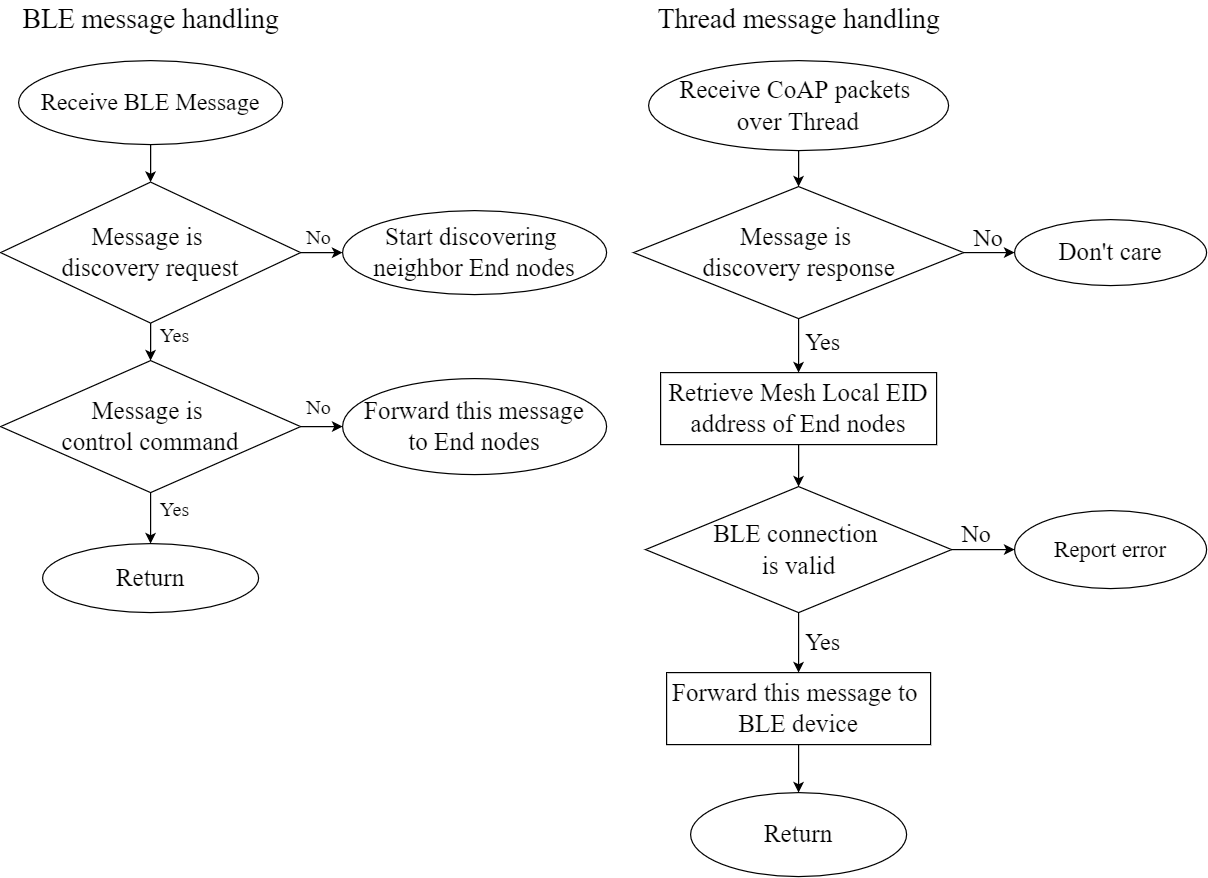 BLE message handling
Receive BLE Message
Message is
discovery request
No
Start discovering
neighbor End nodes
Yes
Message is
control command
No
Forward this message
to End nodes
Yes
Return
Thread message handling
Receive CoAP packets
over Thread
Message is
discovery response
No
Don't care
Yes
Retrieve Mesh Local EID
address of End nodes
BLE connection
is valid
No
Report error
Yes
Forward this message to
BLE device
Return